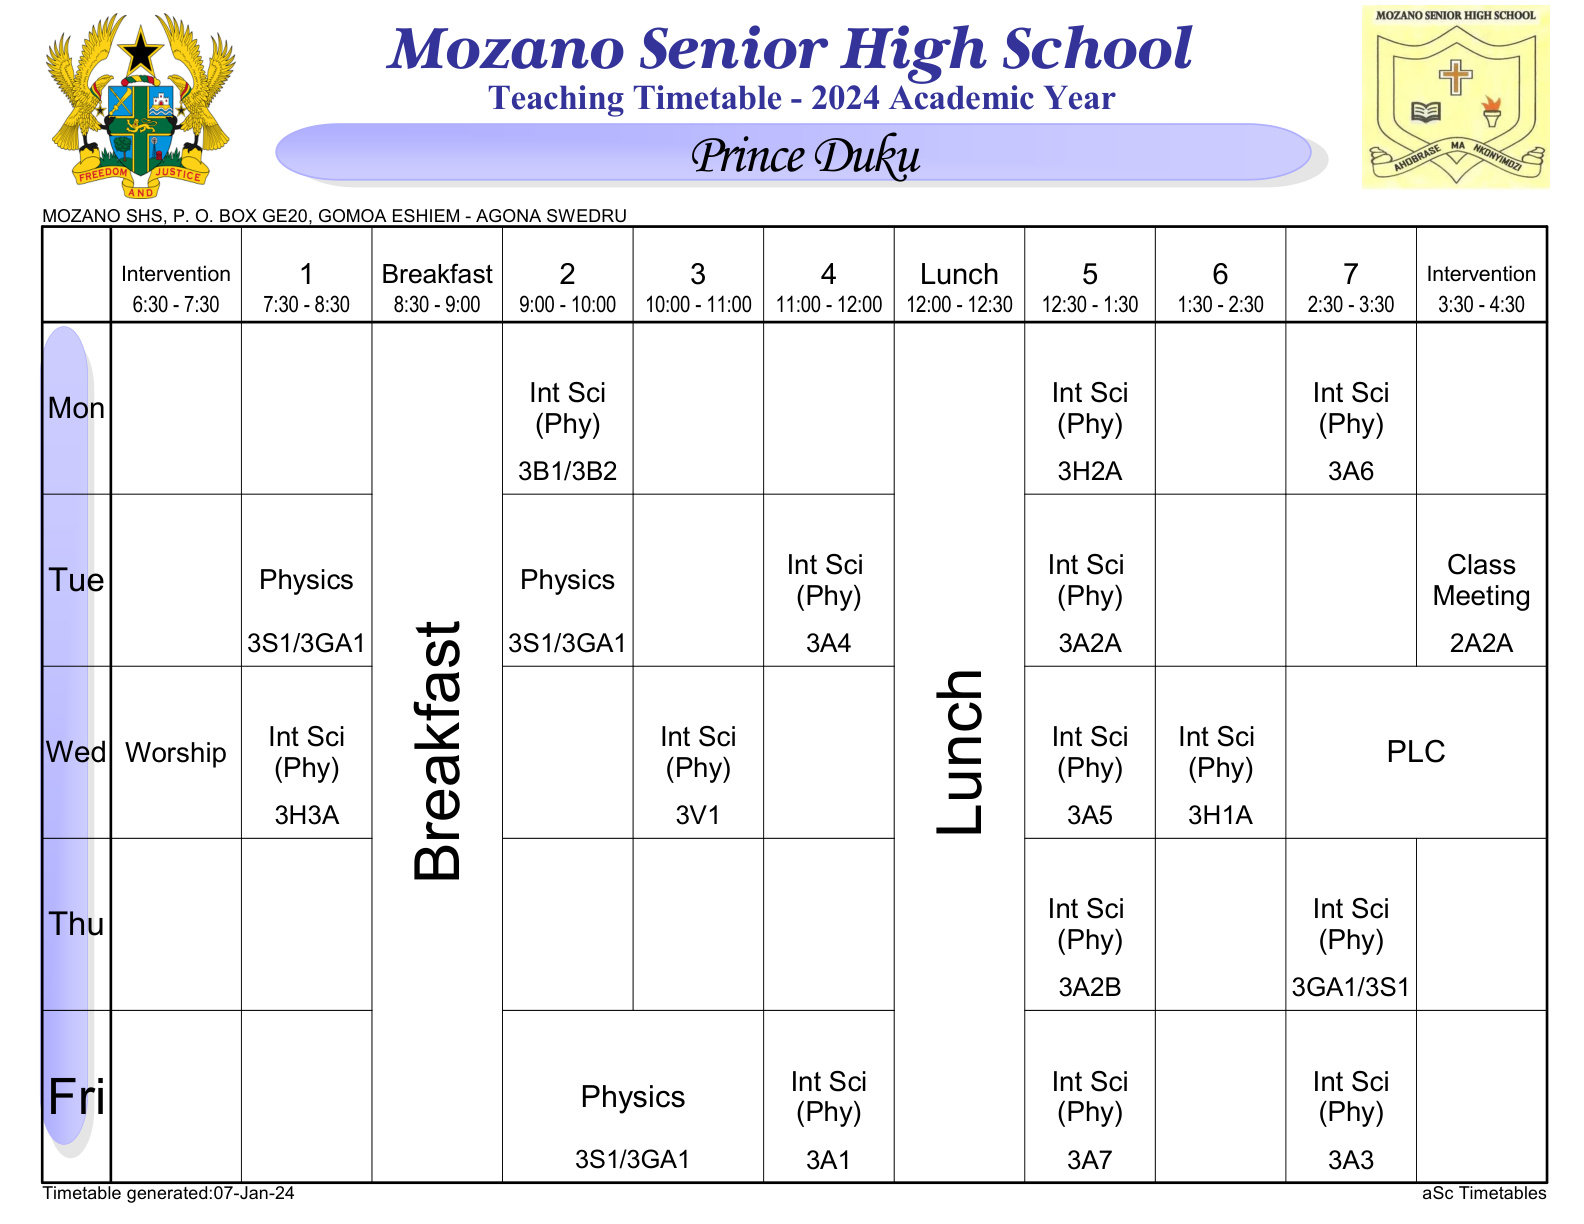 Mozano Senior High School
Teaching Timetable - 2024 Academic Year
Prince Duku
FREEDOM AND JUSTICE
MOZANO SENIOR HIGH SCHOOL
AHOBRASE MA NKONYIMDZI
MOZANO SHS, P. O. BOX GE20, GOMOA ESHIEM - AGONA SWEDRU
Intervention 1 Breakfast 2 3 4 Lunch 5 6 7 Intervention
6:30 - 7:30 7:30 - 8:30 8:30 - 9:00 9:00 - 10:00 10:00 - 11:00 11:00 - 12:00 12:00 - 12:30 12:30 - 1:30 1:30 - 2:30 2:30 - 3:30 3:30 - 4:30
Breakfast
Lunch
Mon
Int Sci
(Phy)
3B1/3B2
Int Sci
(Phy)
3H2A
Int Sci
(Phy)
3A6
Tue
Physics
3S1/3GA1
Physics
3S1/3GA1
Int Sci
(Phy)
3A4
Int Sci
(Phy)
3A2A
Class
Meeting
2A2A
Wed
Worship
Int Sci
(Phy)
3H3A
Int Sci
(Phy)
3V1
Int Sci
(Phy)
3A5
Int Sci
(Phy)
3H1A
PLC
Thu
Int Sci
(Phy)
3A2B
Int Sci
(Phy)
3GA1/3S1
Fri
Physics
3S1/3GA1
Int Sci
(Phy)
3A1
Int Sci
(Phy)
3A7
Int Sci
(Phy)
3A3
Timetable generated:07-Jan-24
aSc Timetables